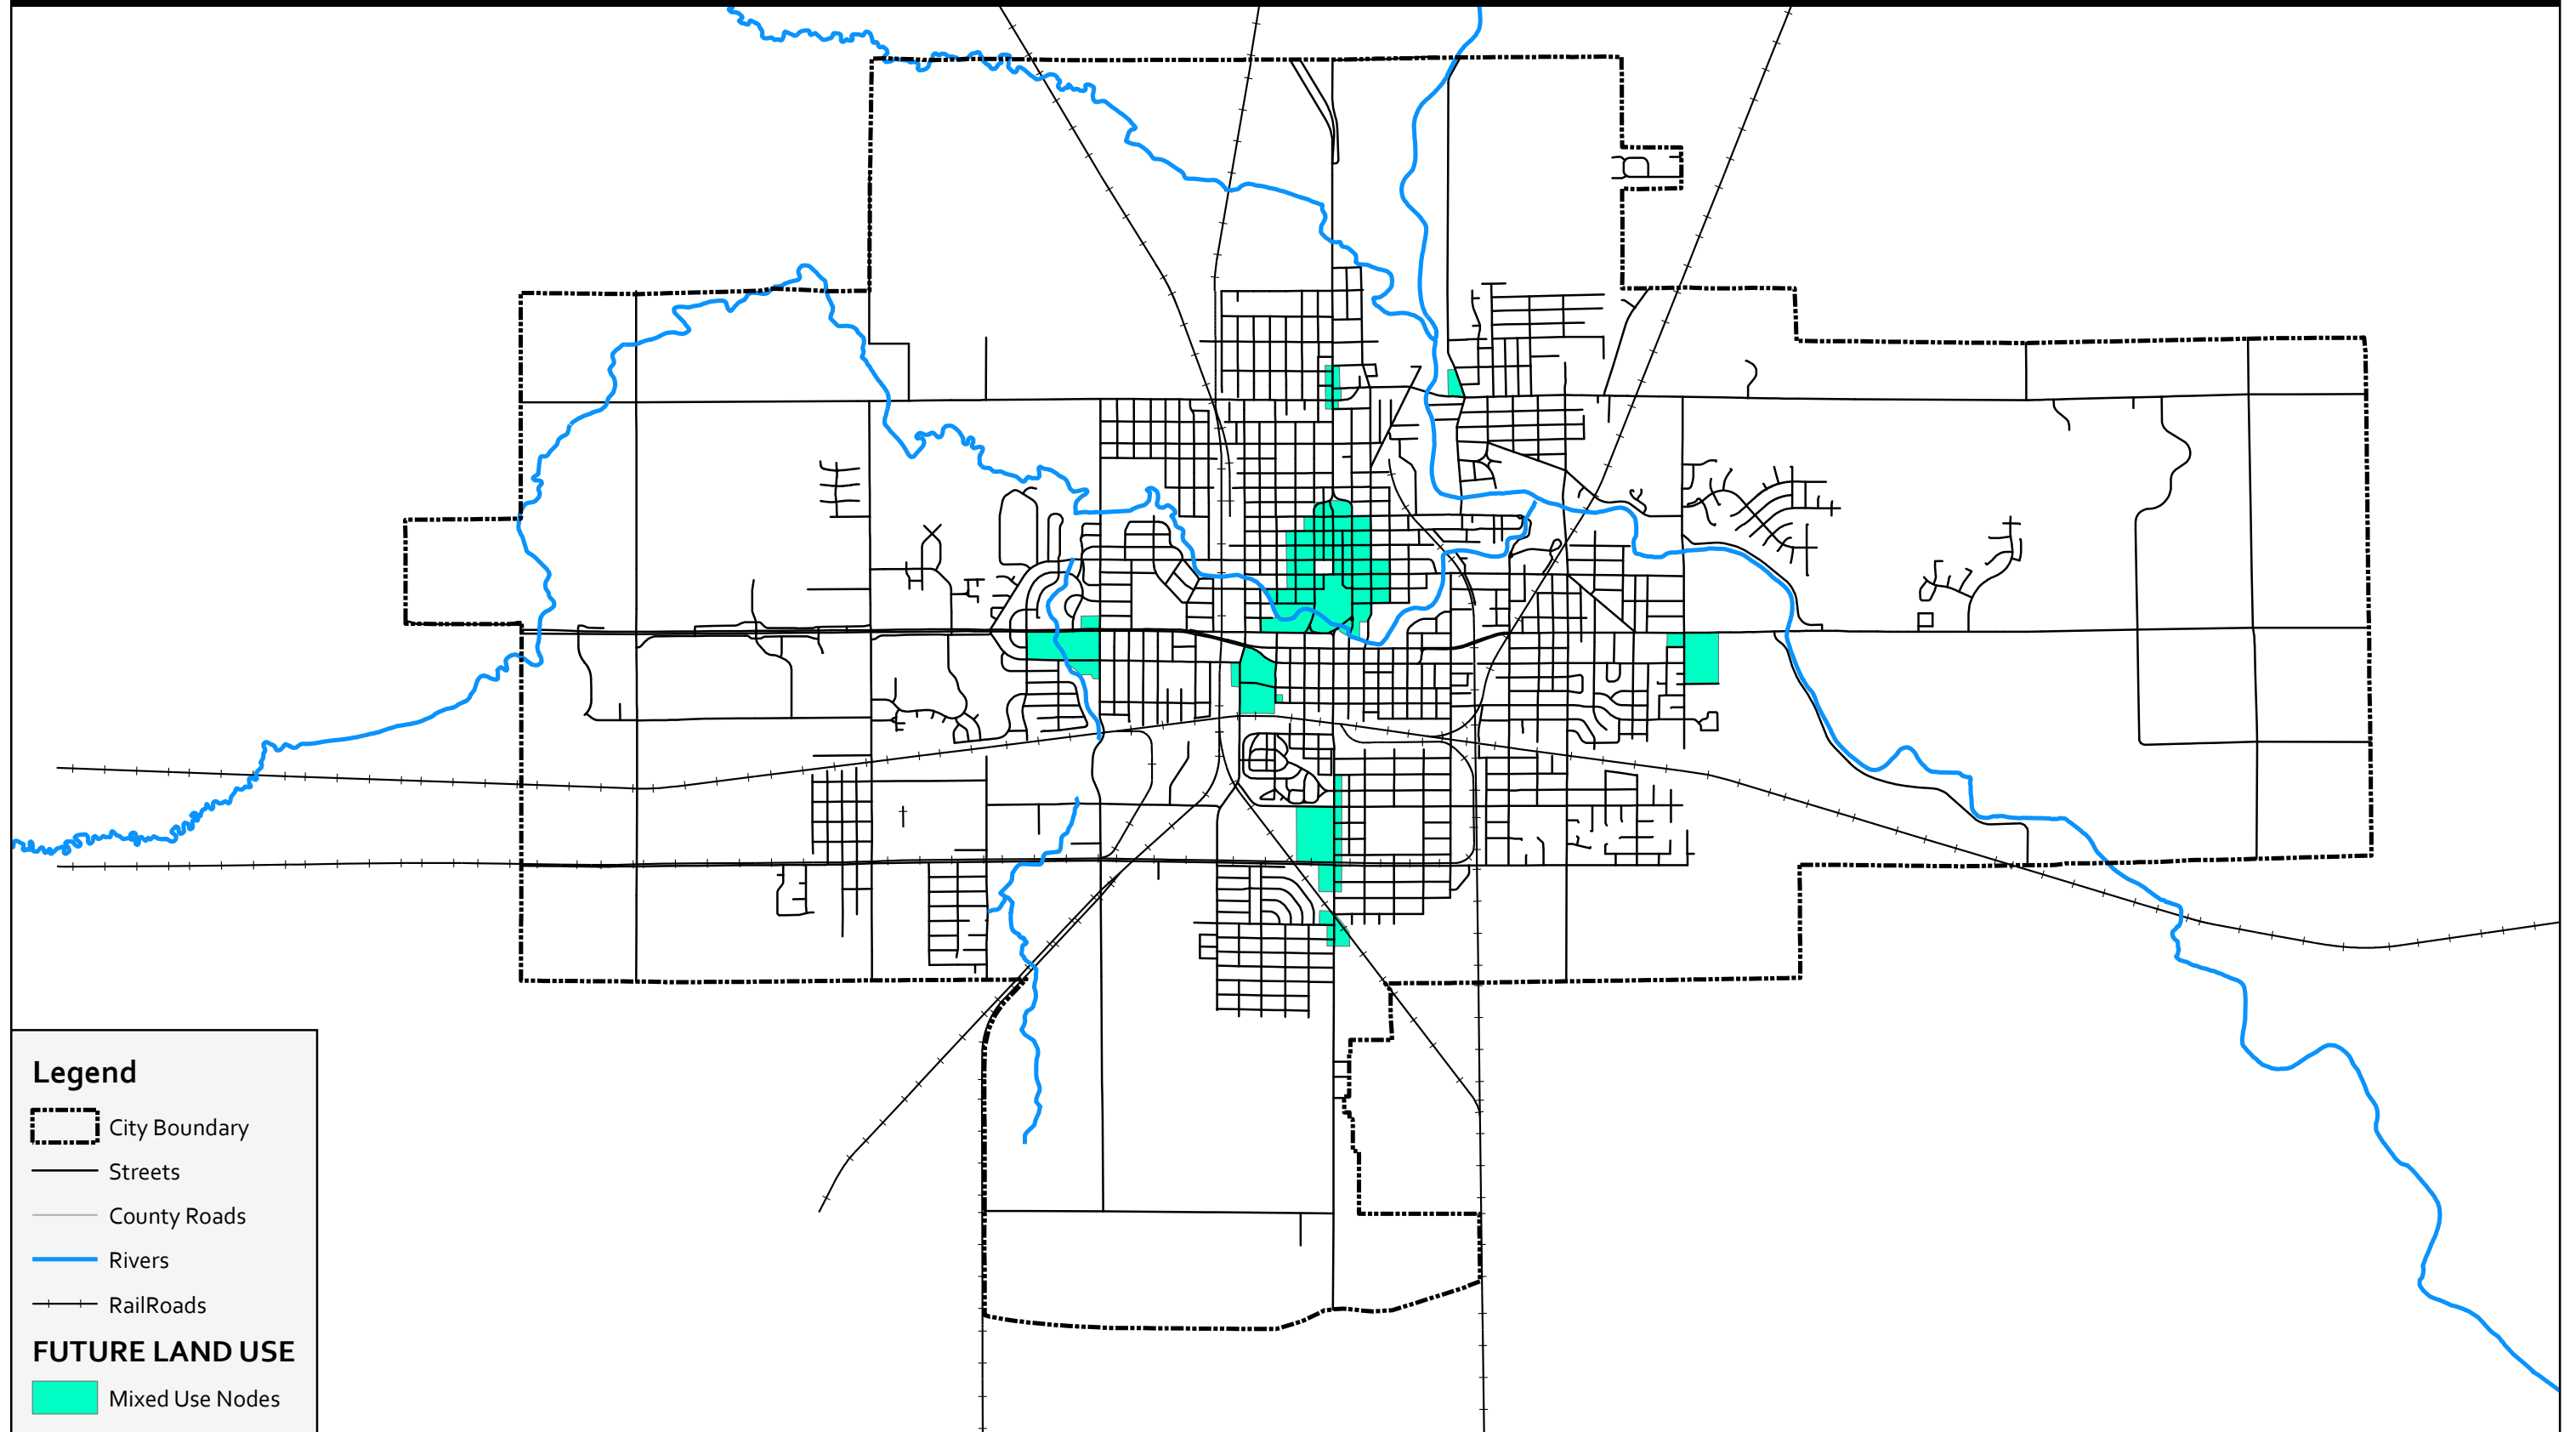 Legend
City Boundary
Streets
County Roads
Rivers
RailRoads
FUTURE LAND USE
Mixed Use Nodes